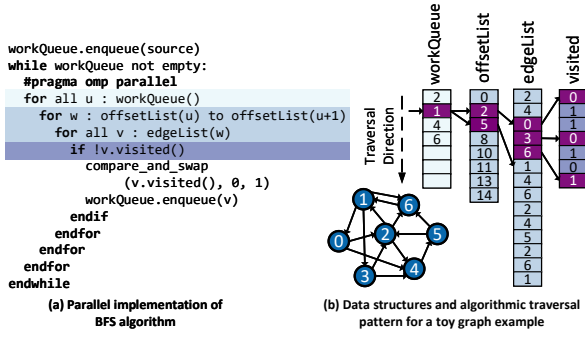 workQueue.enqueue(source)
while workQueue not empty:
#pragma omp parallel
for all u : workQueue()
for w : offsetList(u) to offsetList(u+1)
for all v : edgeList(w)
if !v.visited()
compare_and_swap
(v.visited(), 0, 1)
workQueue.enqueue(v)
endif
endfor
endfor
endfor
endwhile
(a) Parallel implementation of
BFS algorithm
Traversal
Direction
workQueue
2
1
4
6
offsetList
0
2
5
8
10
11
13
14
edgeList
2
4
0
3
6
1
4
6
2
4
5
2
6
1
visited
0
1
1
0
1
0
1
1
6
0
2
5
3
4
(b) Data structures and algorithmic traversal
pattern for a toy graph example